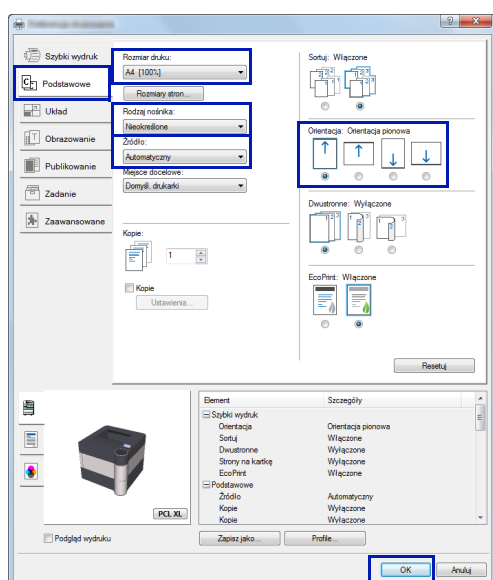 Szybki wydruk
Podstawowe
Układ
Obrazowanie
Publikowanie
Zadanie
Zaawansowane
Rozmiar druku:
A4 [100%]
Rozmiary stron...
Rodzaj nośnika:
Nieokreślone
Źródło:
Automatyczny
Miejsce docelowe:
Domyśl. drukarki
Kopie:
1
Kopie
Ustawienia...
Sortuj: Włączone
Orientacja: Orientacja pionowa
Dwustronne: Wyłączone
EcoPrint: Włączone
Resetuj
PCL XL
Podgląd wydruku
Element Szczegóły
Szybki wydruk
Orientacja Orientacja pionowa
Sortuj Włączone
Dwustronne Wyłączone
Strony na kartkę Wyłączone
EcoPrint Włączone
Podstawowe
Źródło Automatyczny
Kopie Wyłączone
Kopie Wyłączone
Zapisz jako... Profile...
OK Anuluj